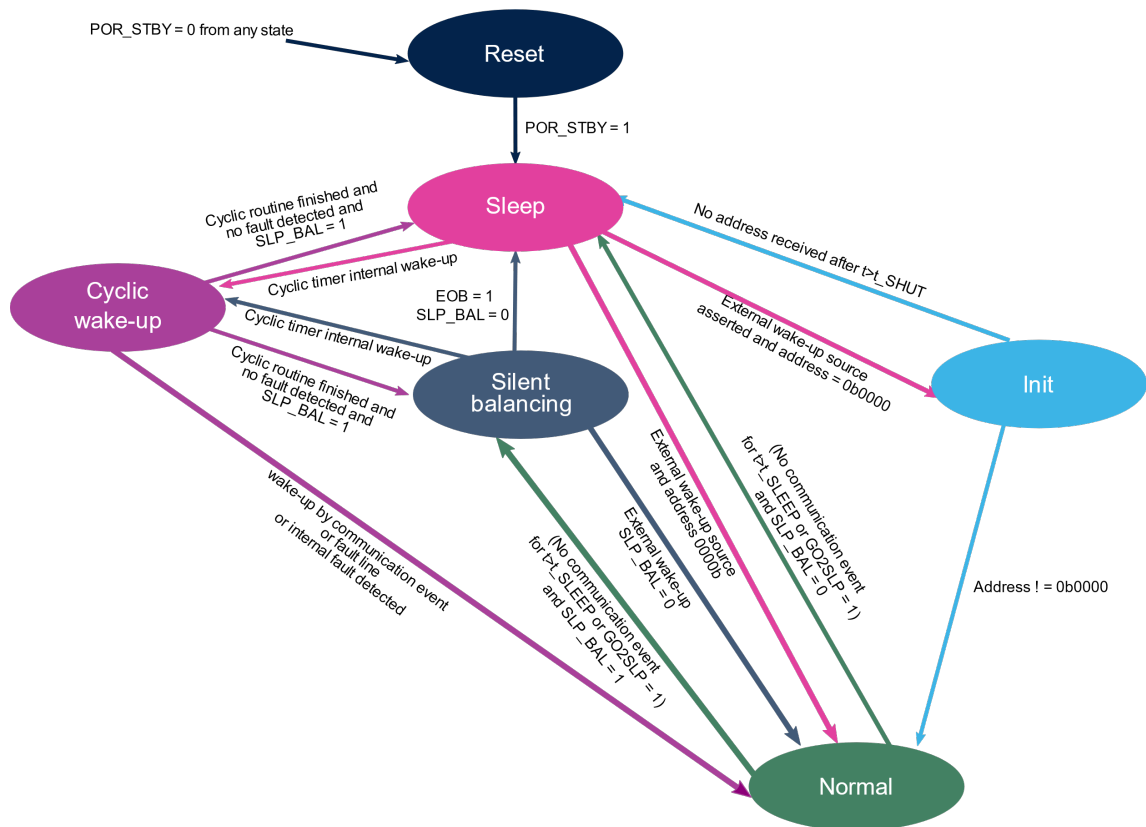 POR_STBY = 0 from any state
Reset
POR_STBY = 1
Sleep
Cyclic routine finished and
no fault detected and
SLP_BAL = 1
Cyclic timer internal wake-up
No address received after t>t_SHUT
Cyclic
wake-up
EOB = 1
SLP_BAL = 0
Cyclic timer internal wake-up
External wake-up source
asserted and address = 0b0000
Cyclic routine finished and
no fault detected and
SLP_BAL = 1
Silent
balancing
Init
External wake-up source
and address 0000b
(No communication event
for t>t_SLEEP or GO2SLP = 1)
and SLP_BAL = 0
wake-up by communication event
or fault line
or internal fault detected
External wake-up
SLP_BAL = 0
(No communication event
for t>t_SLEEP or GO2SLP = 1)
and SLP_BAL = 1
Address ! = 0b0000
Normal